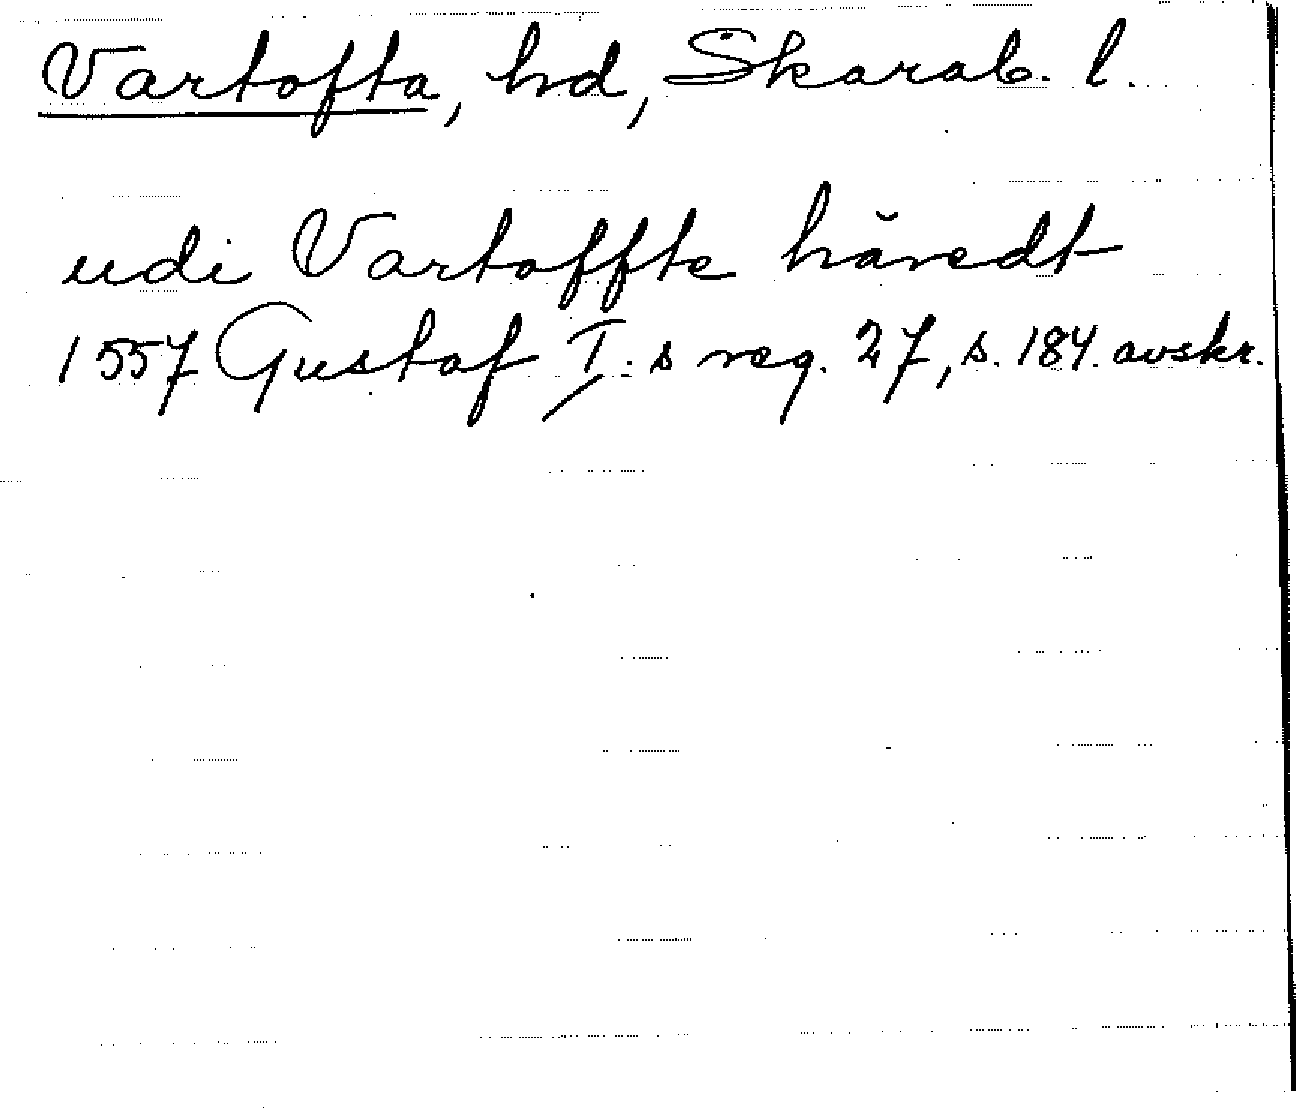 Vartofta, hd, Skarab. l.
udi Vartoffte häredt
1557 Gustaf I:s reg. 27, s. 184. avskr.